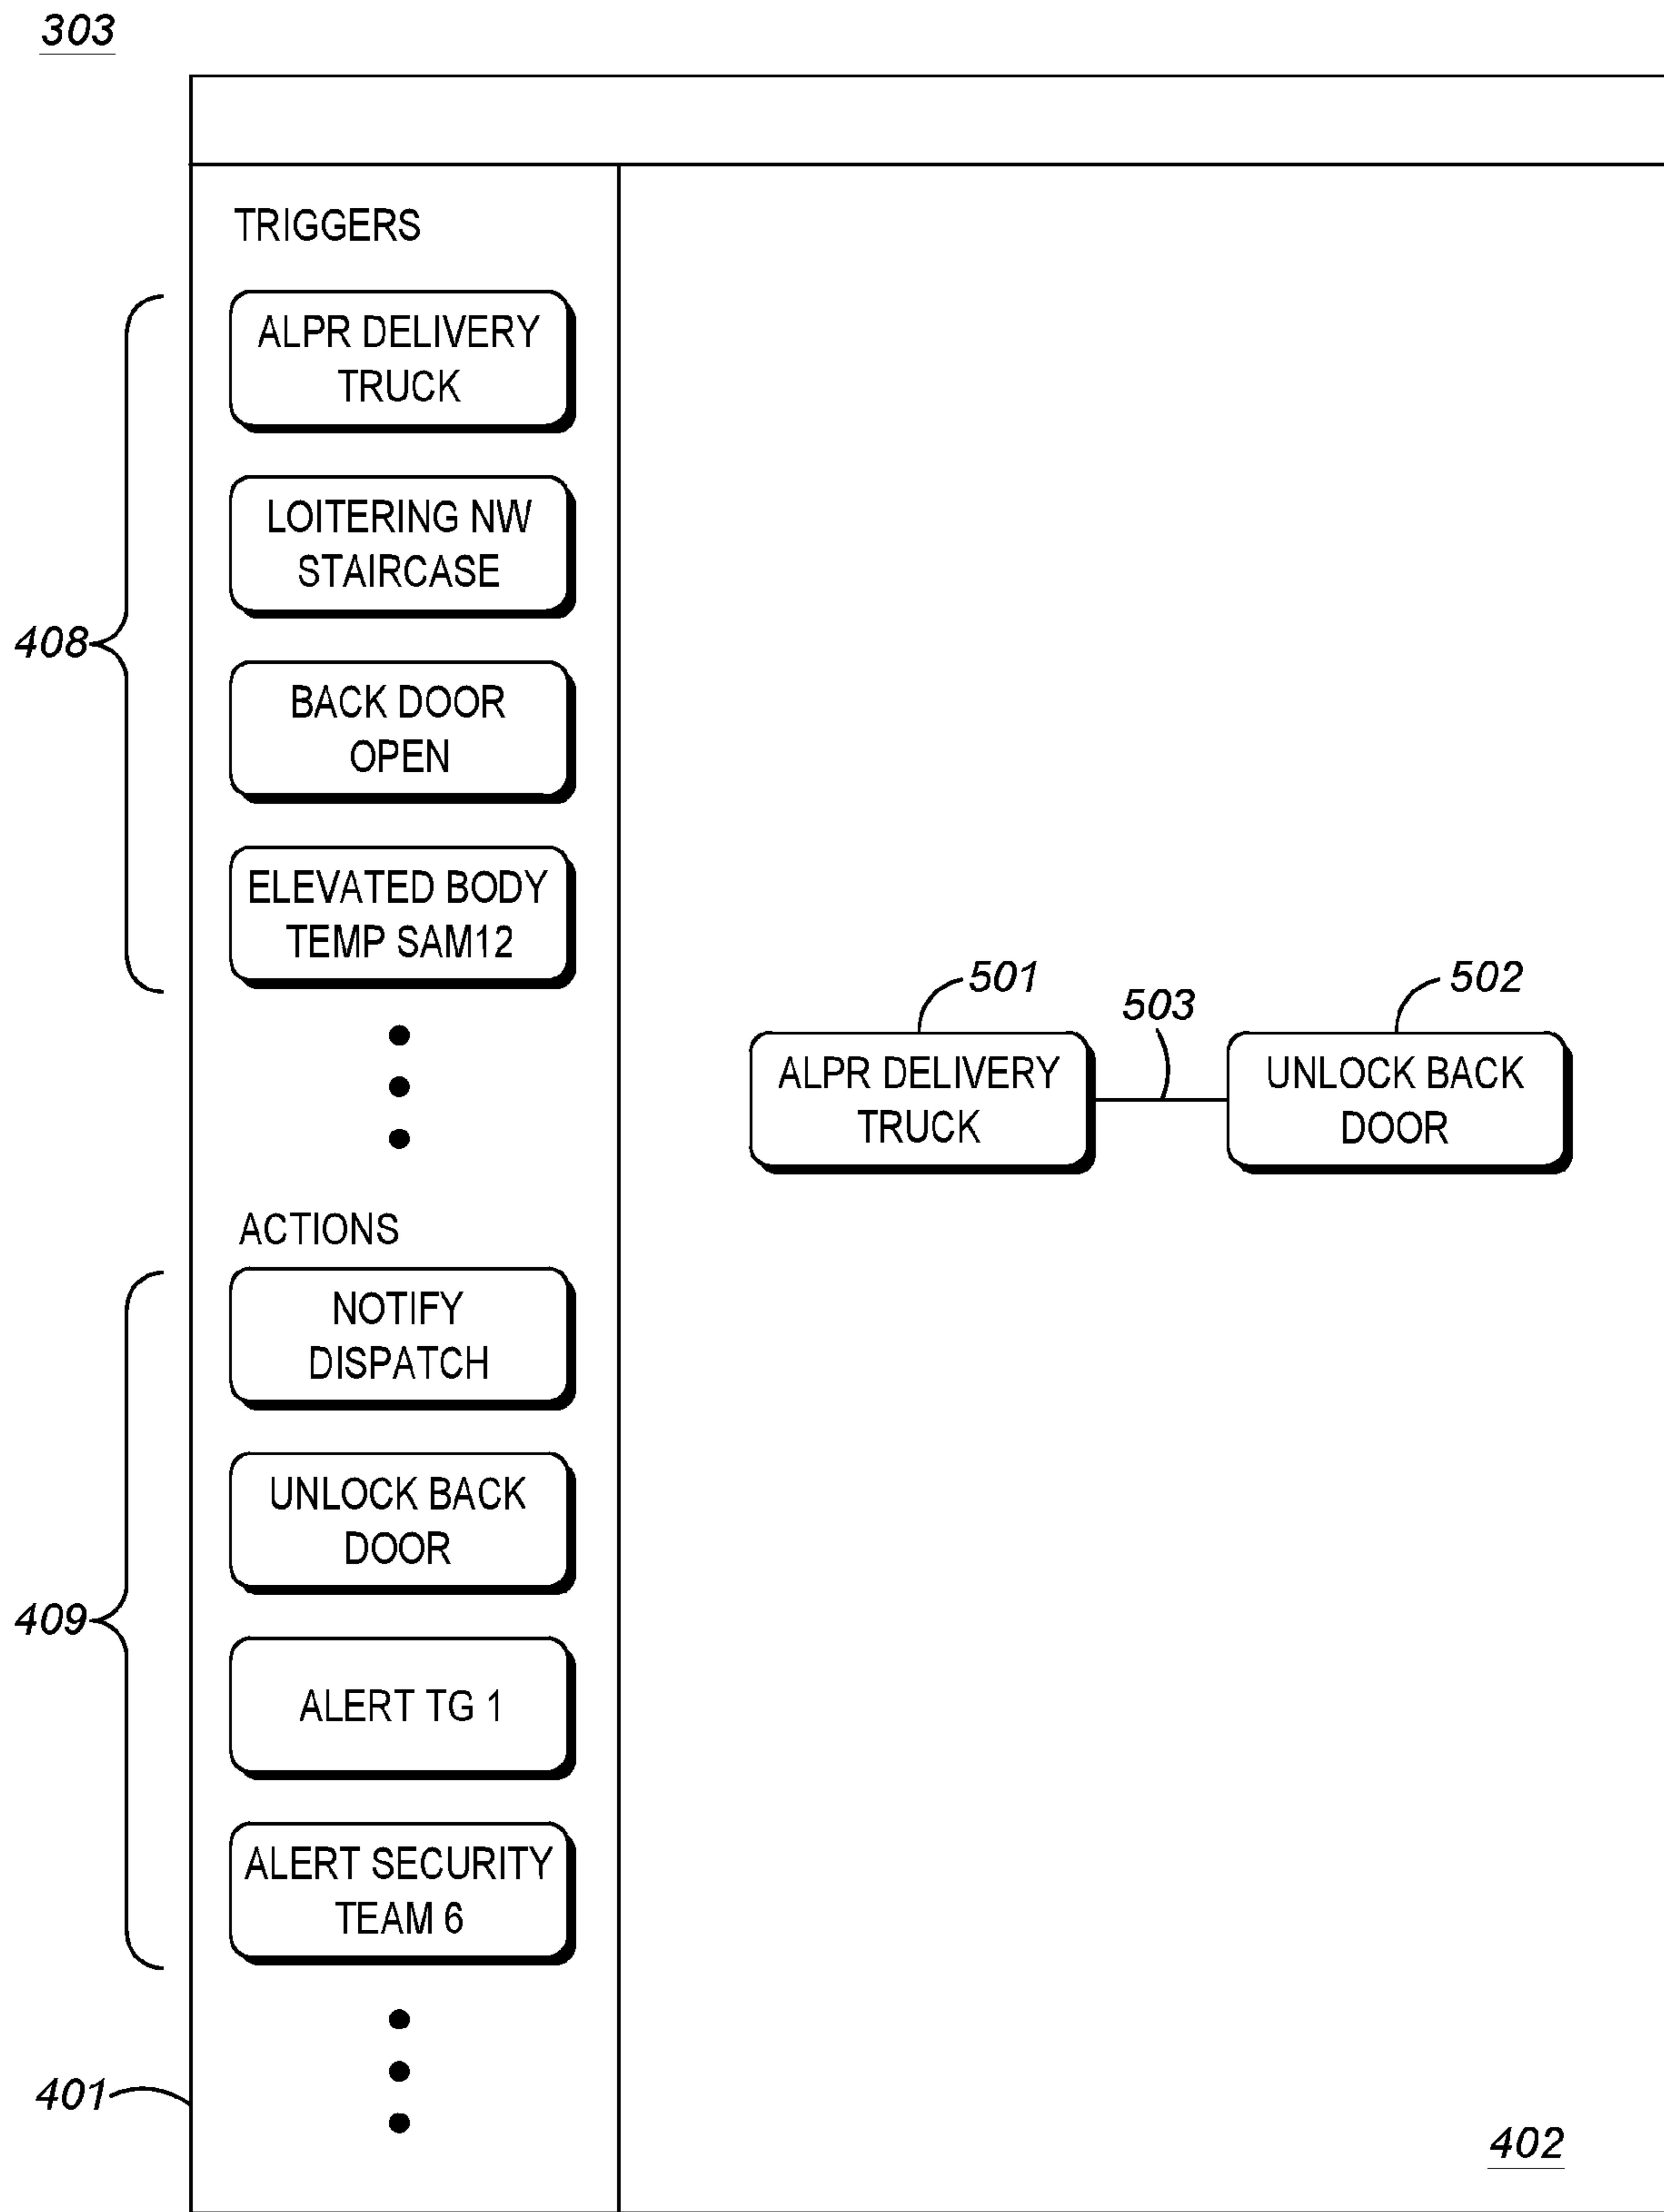 303
TRIGGERS
ALPR DELIVERY
TRUCK
LOITERING NW
STAIRCASE
408
BACK DOOR
OPEN
ELEVATED BODY
TEMP SAM12
ACTIONS
NOTIFY
DISPATCH
UNLOCK BACK
DOOR
409
ALERT TG 1
ALERT SECURITY
TEAM 6
401
501
503
502
ALPR DELIVERY
TRUCK
UNLOCK BACK
DOOR
402